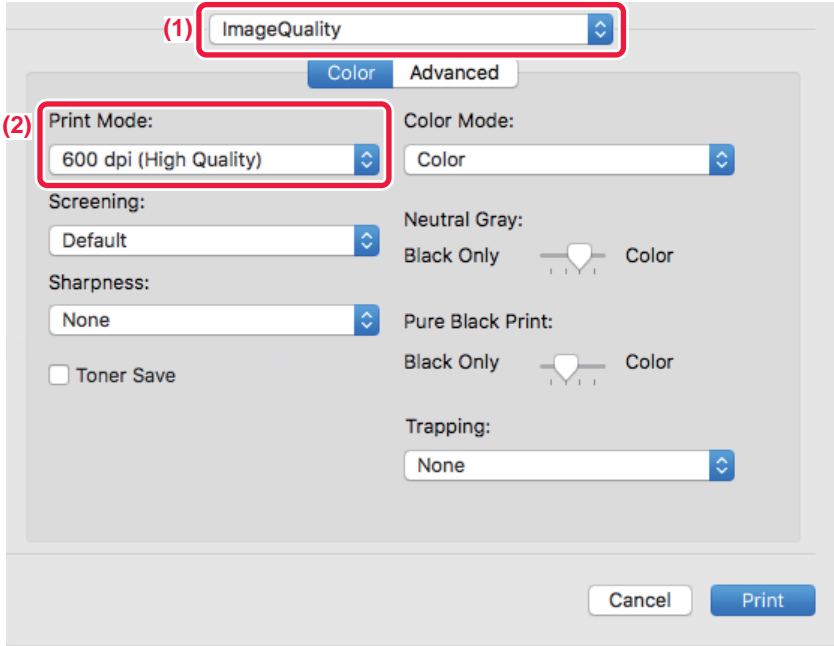 (1) ImageQuality
Color Advanced
(2) Print Mode:
600 dpi (High Quality)
Screening:
Default
Sharpness:
None
Toner Save
Color Mode:
Color
Neutral Gray:
Black Only Color
Pure Black Print:
Black Only Color
Trapping:
None
Cancel Print